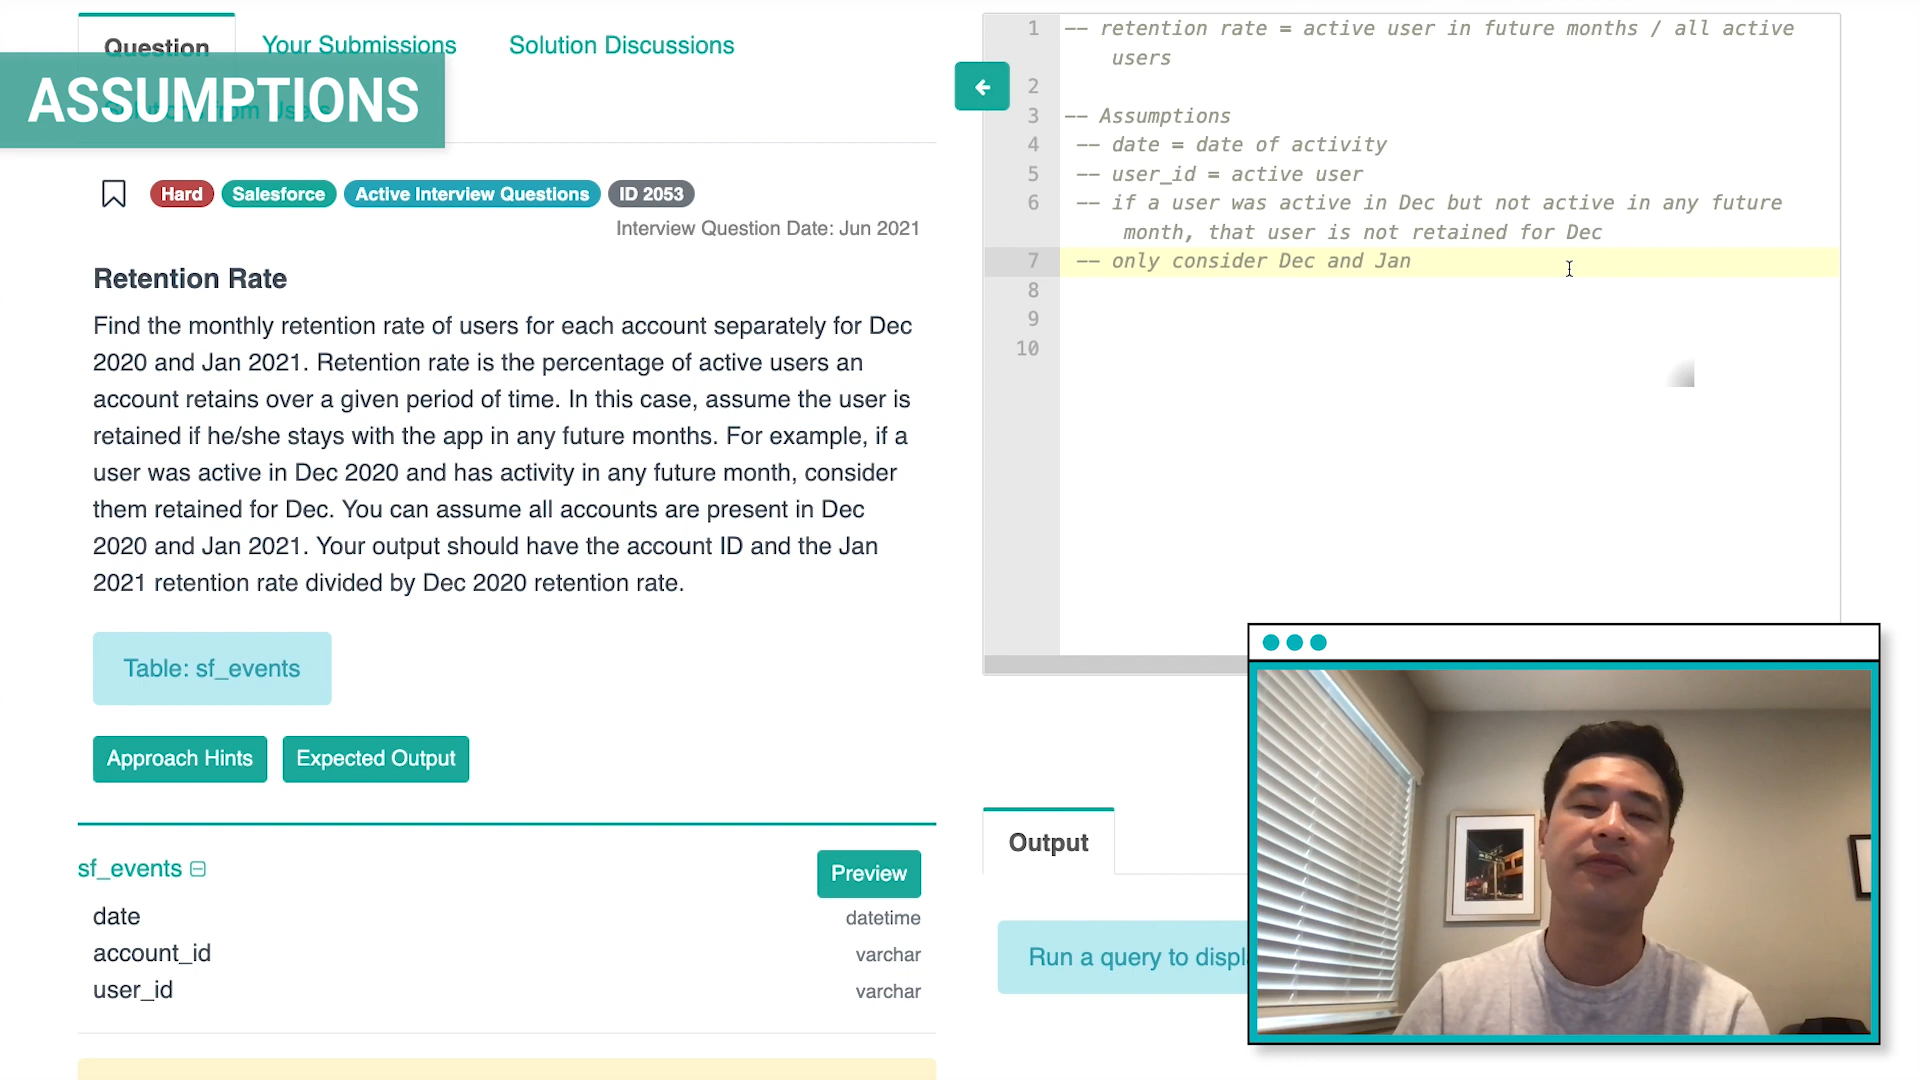 Question
Your Submissions
Solution Discussions
ASSUMPTIONS
Hard
Salesforce
Active Interview Questions
ID 2053
Interview Question Date: Jun 2021
Retention Rate
Find the monthly retention rate of users for each account separately for Dec
2020 and Jan 2021. Retention rate is the percentage of active users an
account retains over a given period of time. In this case, assume the user is
retained if he/she stays with the app in any future months. For example, if a
user was active in Dec 2020 and has activity in any future month, consider
them retained for Dec. You can assume all accounts are present in Dec
2020 and Jan 2021. Your output should have the account ID and the Jan
2021 retention rate divided by Dec 2020 retention rate.
Table: sf_events
Approach Hints
Expected Output
sf_events
Preview
date datetime
account_id varchar
user_id varchar
1 -- retention rate = active user in future months / all active
users
2
3 -- Assumptions
4 -- date = date of activity
5 -- user_id = active user
6 -- if a user was active in Dec but not active in any future
month, that user is not retained for Dec
7 -- only consider Dec and Jan
8
9
10
Output
Run a query to displ